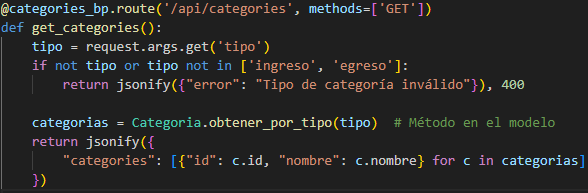 @categories_bp.route('/api/categories', methods=['GET'])
def get_categories():
    tipo = request.args.get('tipo')
    if not tipo or tipo not in ['ingreso', 'egreso']:
        return jsonify({"error": "Tipo de categoría inválido"}), 400

    categorias = Categoria.obtener_por_tipo(tipo)  # Método en el modelo
    return jsonify({
        "categories": [{"id": c.id, "nombre": c.nombre} for c in categorias]
    })